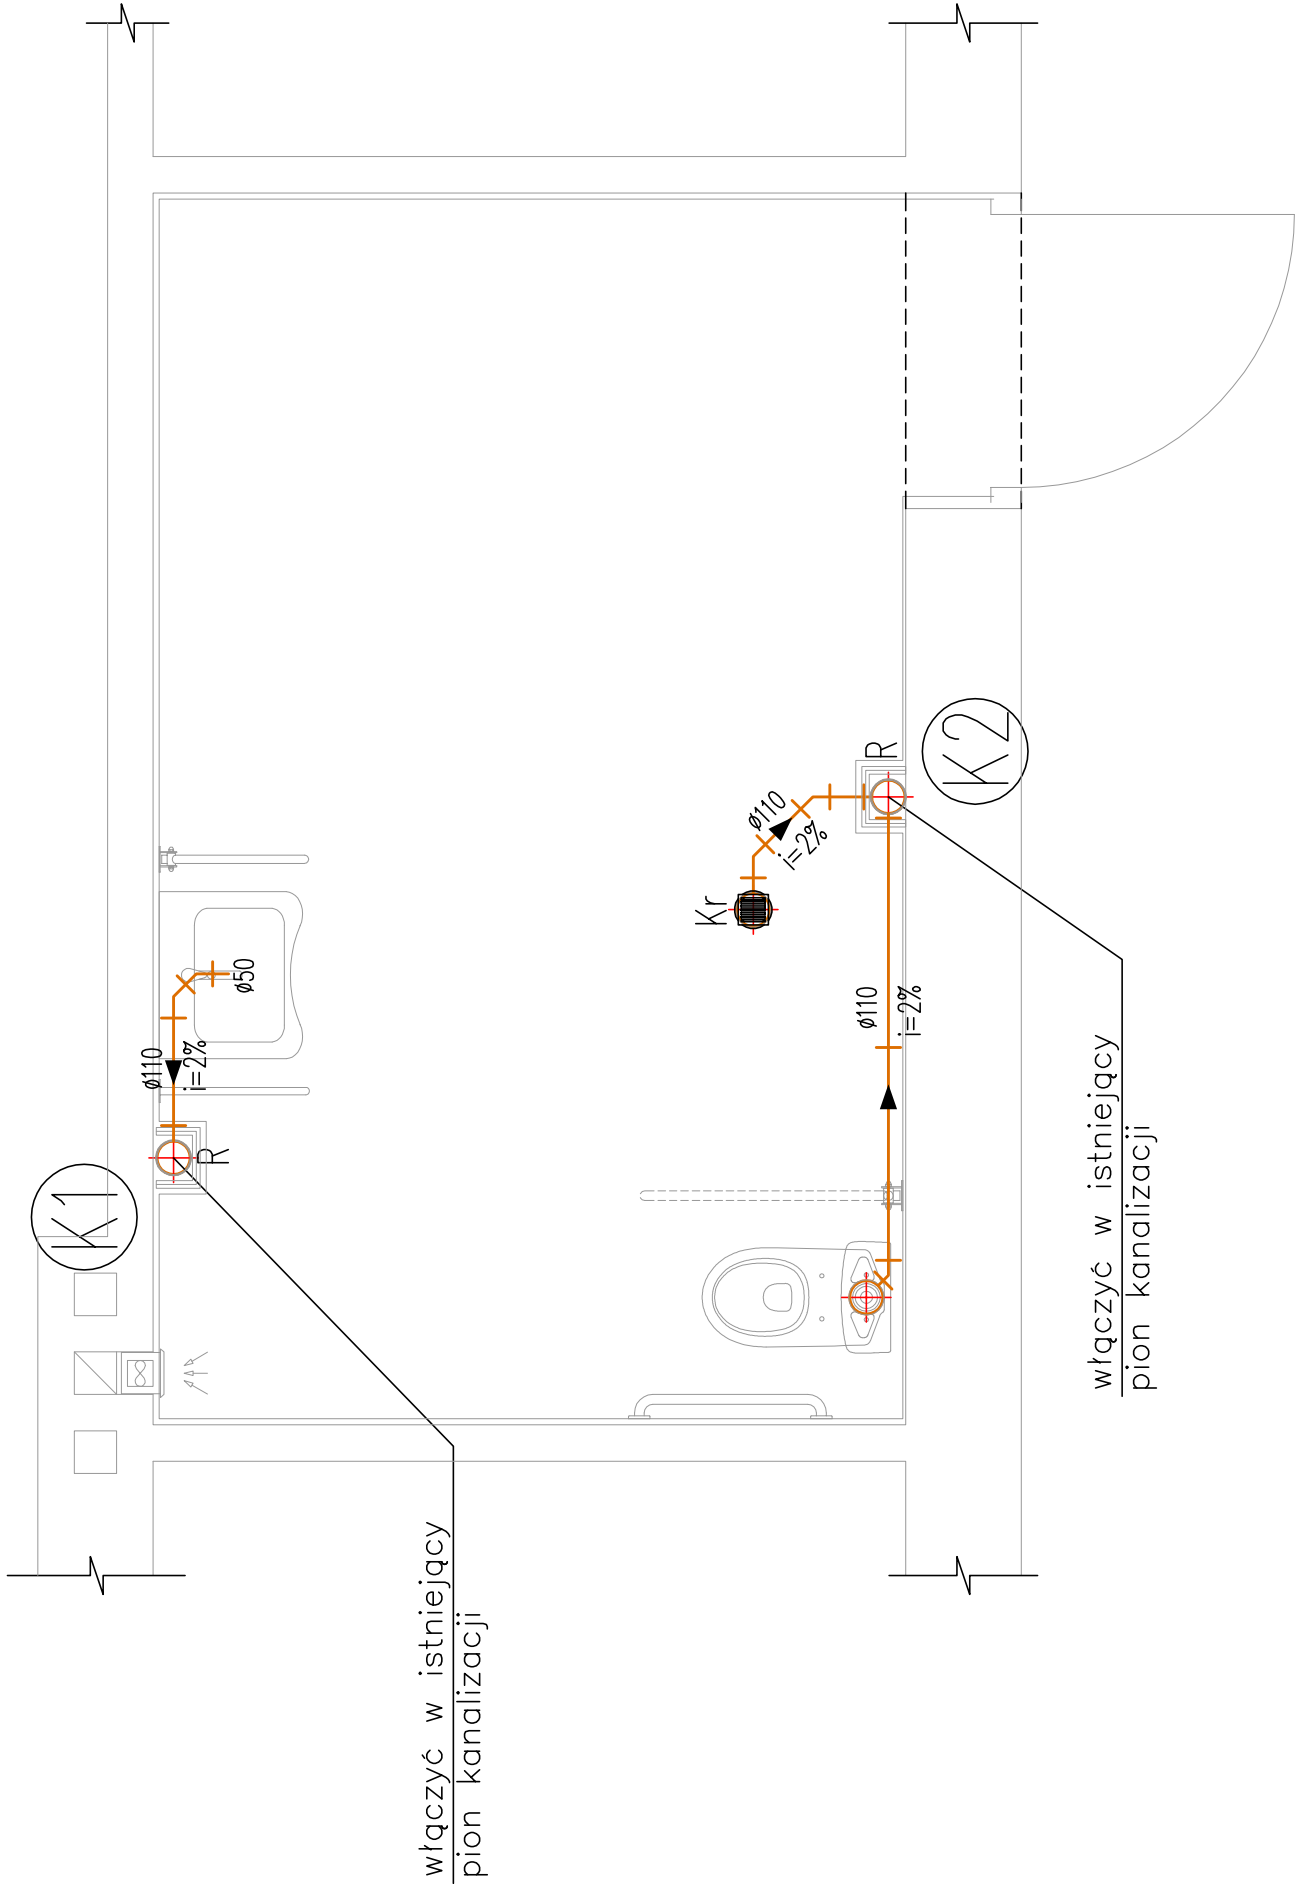 K1
R
ø110
i=2%
ø50
włączyć w istniejący
pion kanalizacji
Kr
ø110
i=2%
R
K2
ø110
i=2%
włączyć w istniejący
pion kanalizacji